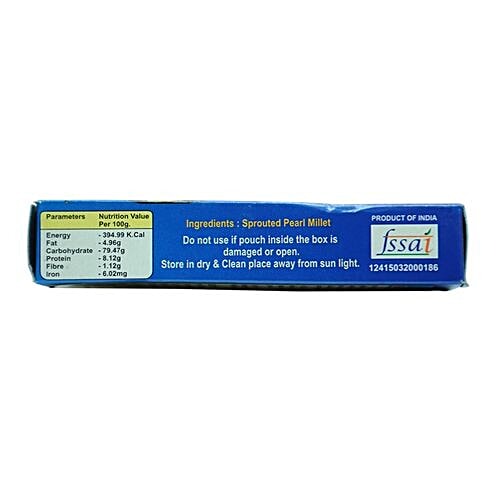 Parameters Nutrition Value
Per 100g.
Energy - 394.99 K.Cal
Fat - 4.96g
Carbohydrate - 79.47g
Protein - 8.12g
Fibre - 1.12g
Iron - 6.02mg
Ingredients : Sprouted Pearl Millet
Do not use if pouch inside the box is
damaged or open.
Store in dry & Clean place away from sun light.
PRODUCT OF INDIA
fssai
12415032000186